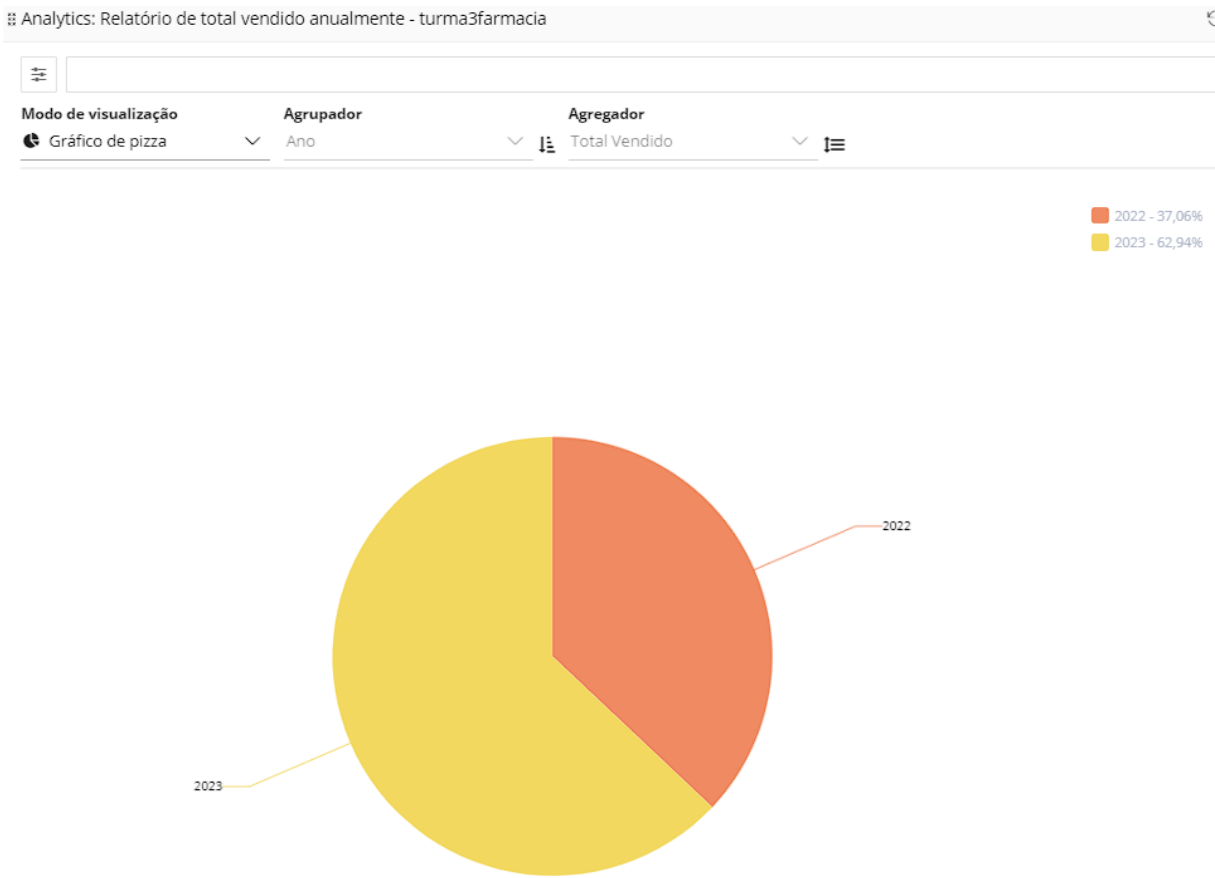 Analytics: Relatório de total vendido anualmente - turma3farmacia
Modo de visualização Agrupador Agregador
Gráfico de pizza Ano Total Vendido
2022 - 37,06%
2023 - 62,94%
2022
2023